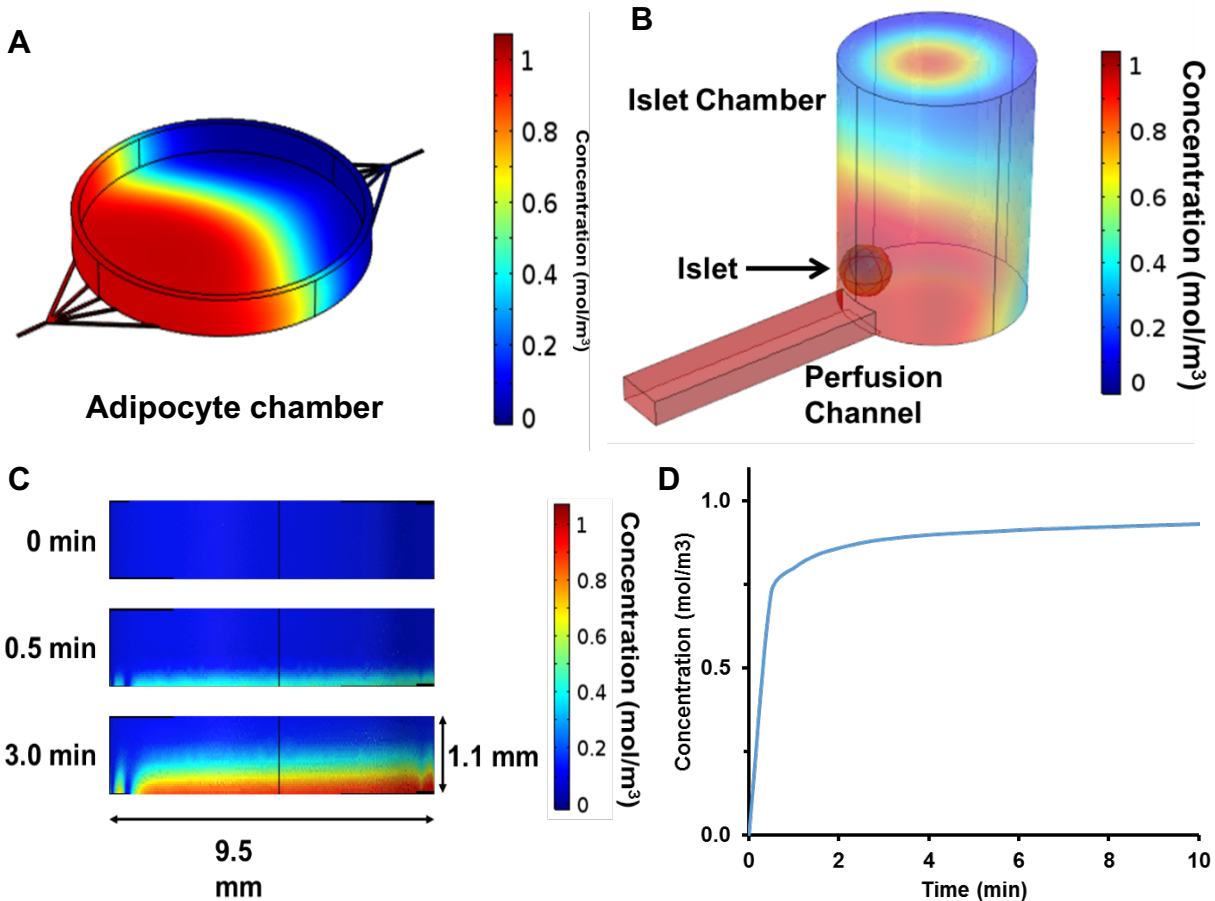 A
1
0.8
0.6
0.4
0.2
0
Concentration (mol/m³)
Adipocyte chamber
B
Islet Chamber
Islet
Perfusion
Channel
1
0.8
0.6
0.4
0.2
0
Concentration (mol/m³)
C
0 min
0.5 min
3.0 min
1.1 mm
9.5
mm
1
0.8
0.6
0.4
0.2
0
Concentration (mol/m³)
D
1.0
0.5
0.0
Concentration (mol/m3)
0 2 4 6 8 10
Time (min)